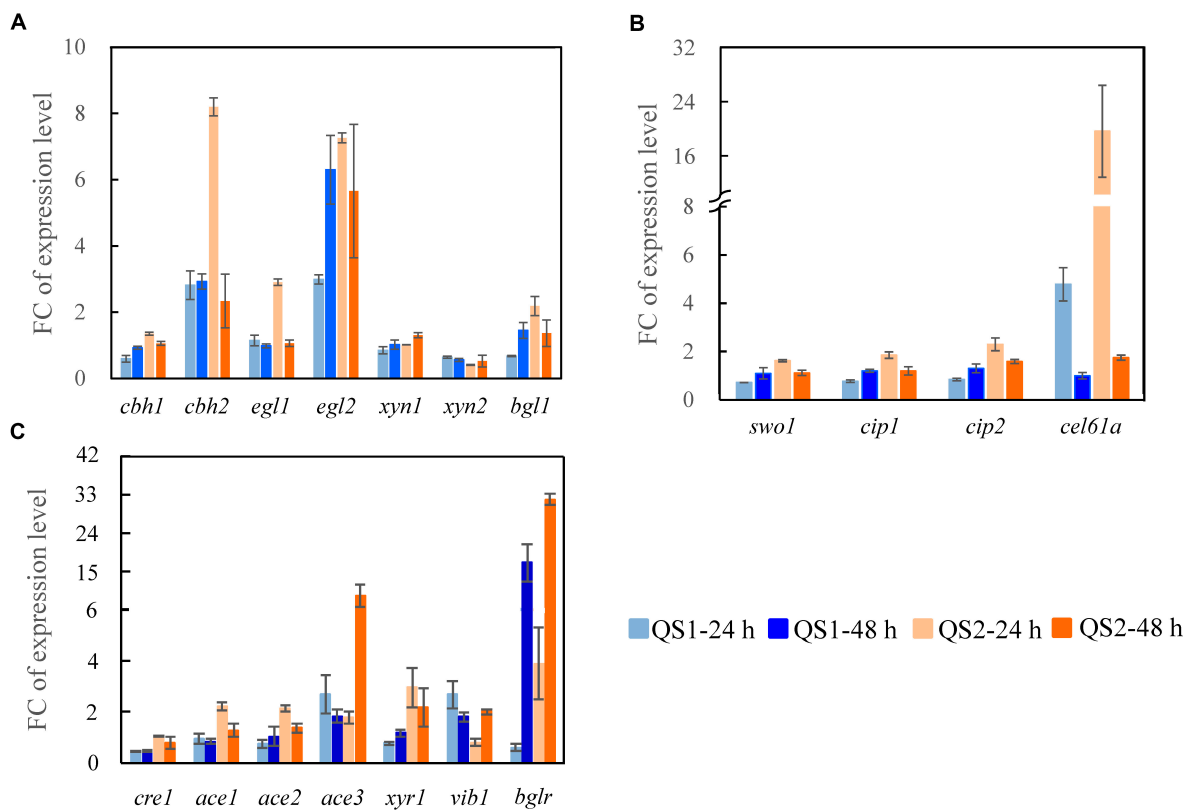 A
FC of expression level
10
8
6
4
2
0
cbh1 cbh2 egl1 egl2 xyn1 xyn2 bgl1
B
FC of expression level
32
24
16
8
6
4
2
0
swo1 cip1 cip2 cel61a
C
FC of expression level
42
33
24
15
6
4
2
0
cre1 ace1 ace2 ace3 xyr1 vib1 bglr
QS1-24 h QS1-48 h QS2-24 h QS2-48 h